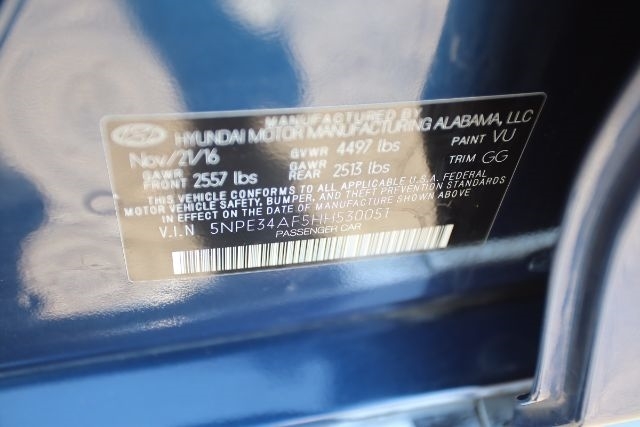 MANUFACTURED BY
HYUNDAI MOTOR MANUFACTURING ALABAMA, LLC
Nov/21/16 GVWR 4497 lbs PAINT VU
GAWR FRONT 2557 lbs GAWR REAR 2513 lbs TRIM GG
THIS VEHICLE CONFORMS TO ALL APPLICABLE U.S.A. FEDERAL
MOTOR VEHICLE SAFETY, BUMPER, AND THEFT PREVENTION STANDARDS
IN EFFECT ON THE DATE OF MANUFACTURE SHOWN ABOVE.
V.I.N 5NPE34AF5HH530051
PASSENGER CAR